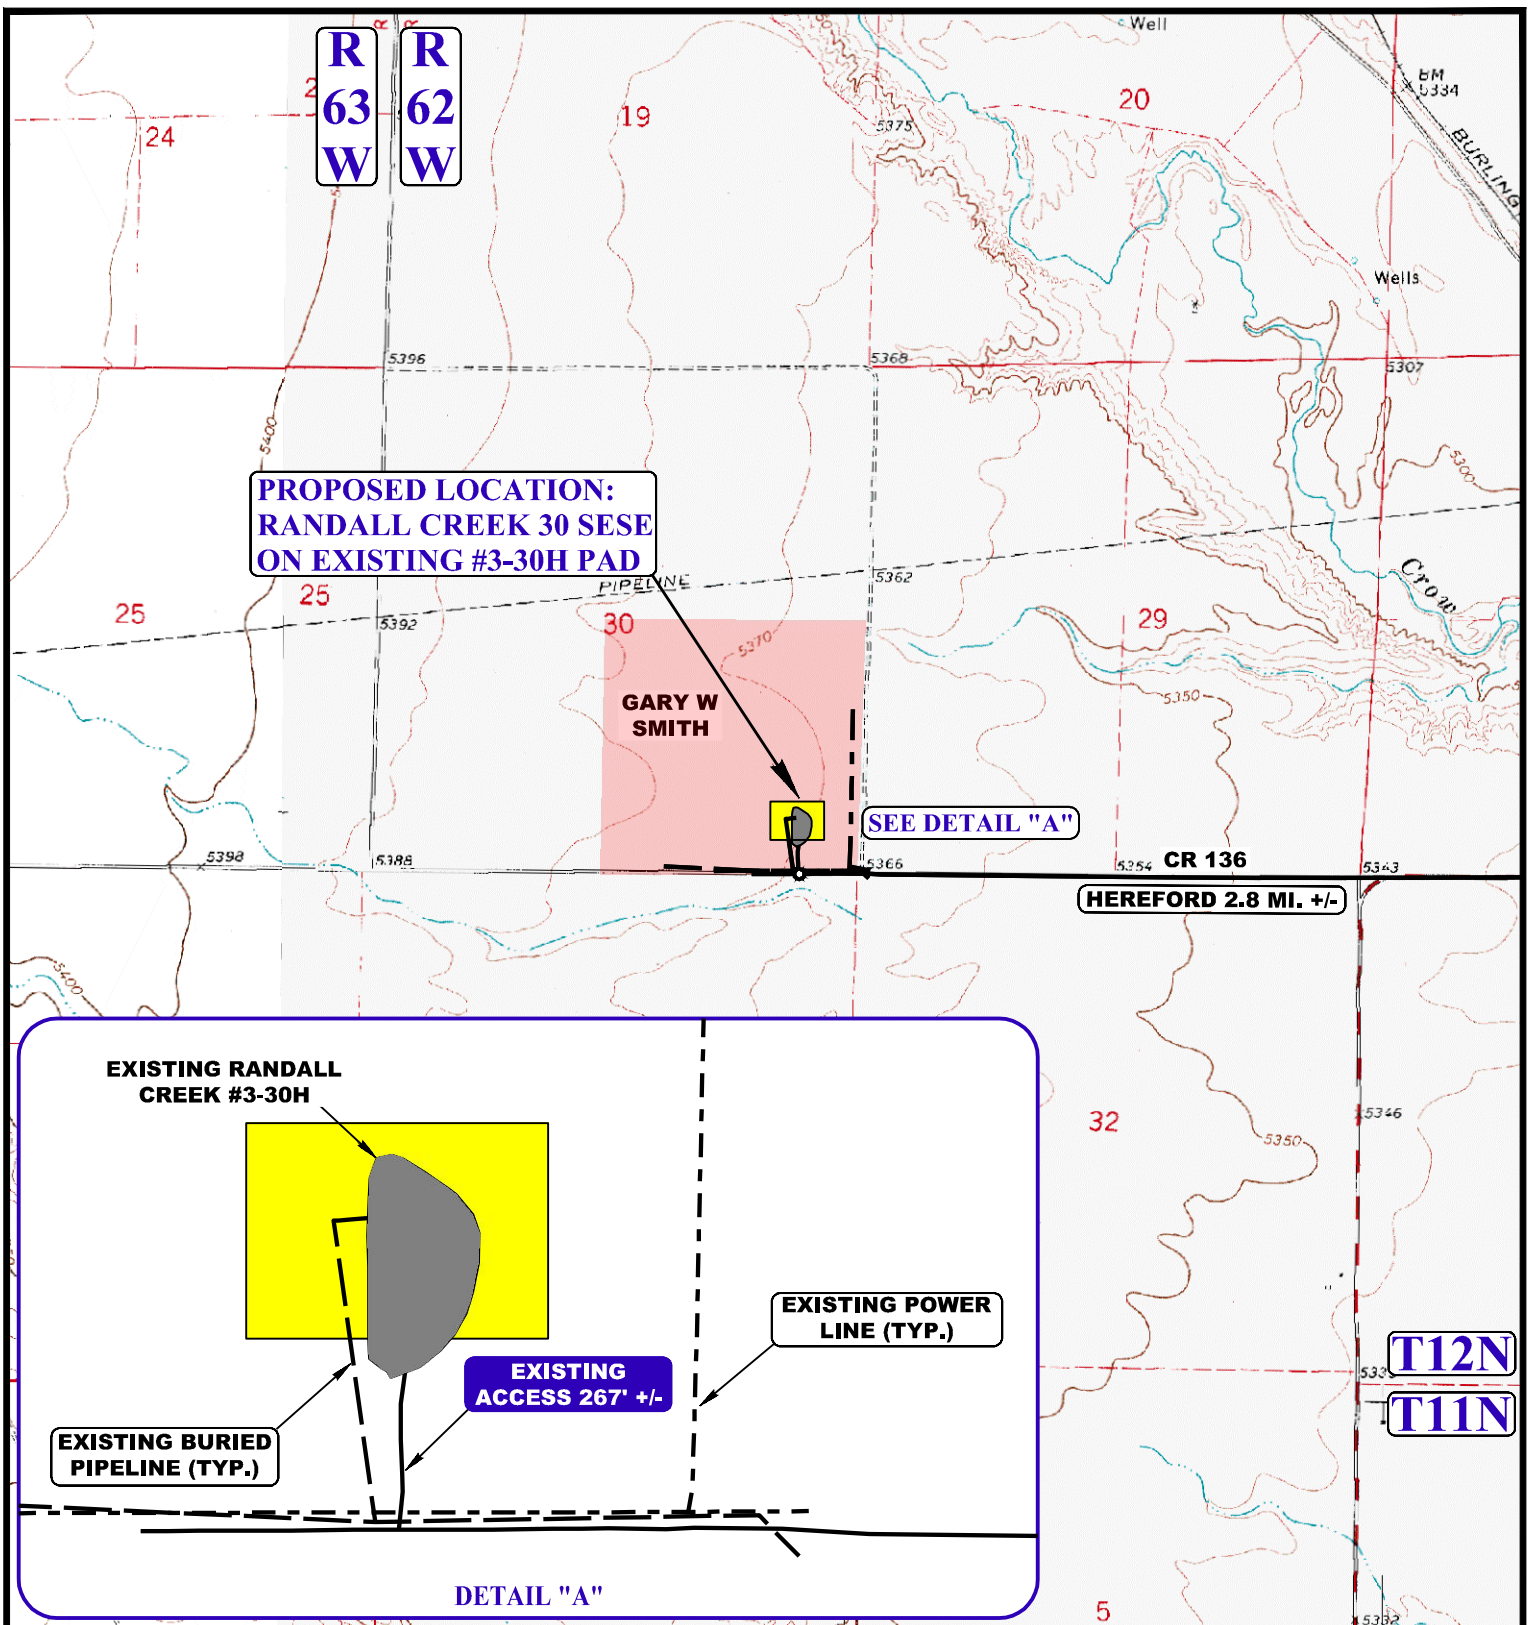 Well
R
R
R
63
W
R
62
W
24
19
20
BM
5334
5375
BURLING
Wells
5396
5368
5307
5400
5300
PROPOSED LOCATION:
RANDALL CREEK 30 SESE
ON EXISTING #3-30H PAD
PIPELINE
5362
Crow
25
25
5392
30
29
5370
5350
GARY W
SMITH
SEE DETAIL "A"
5398
5388
5366
5354
CR 136
5343
HEREFORD 2.8 MI. +/-
5400
EXISTING RANDALL
CREEK #3-30H
32
5346
5350
EXISTING POWER
LINE (TYP.)
T12N
EXISTING
ACCESS 267' +/-
T11N
EXISTING BURIED
PIPELINE (TYP.)
DETAIL "A"
5
5332